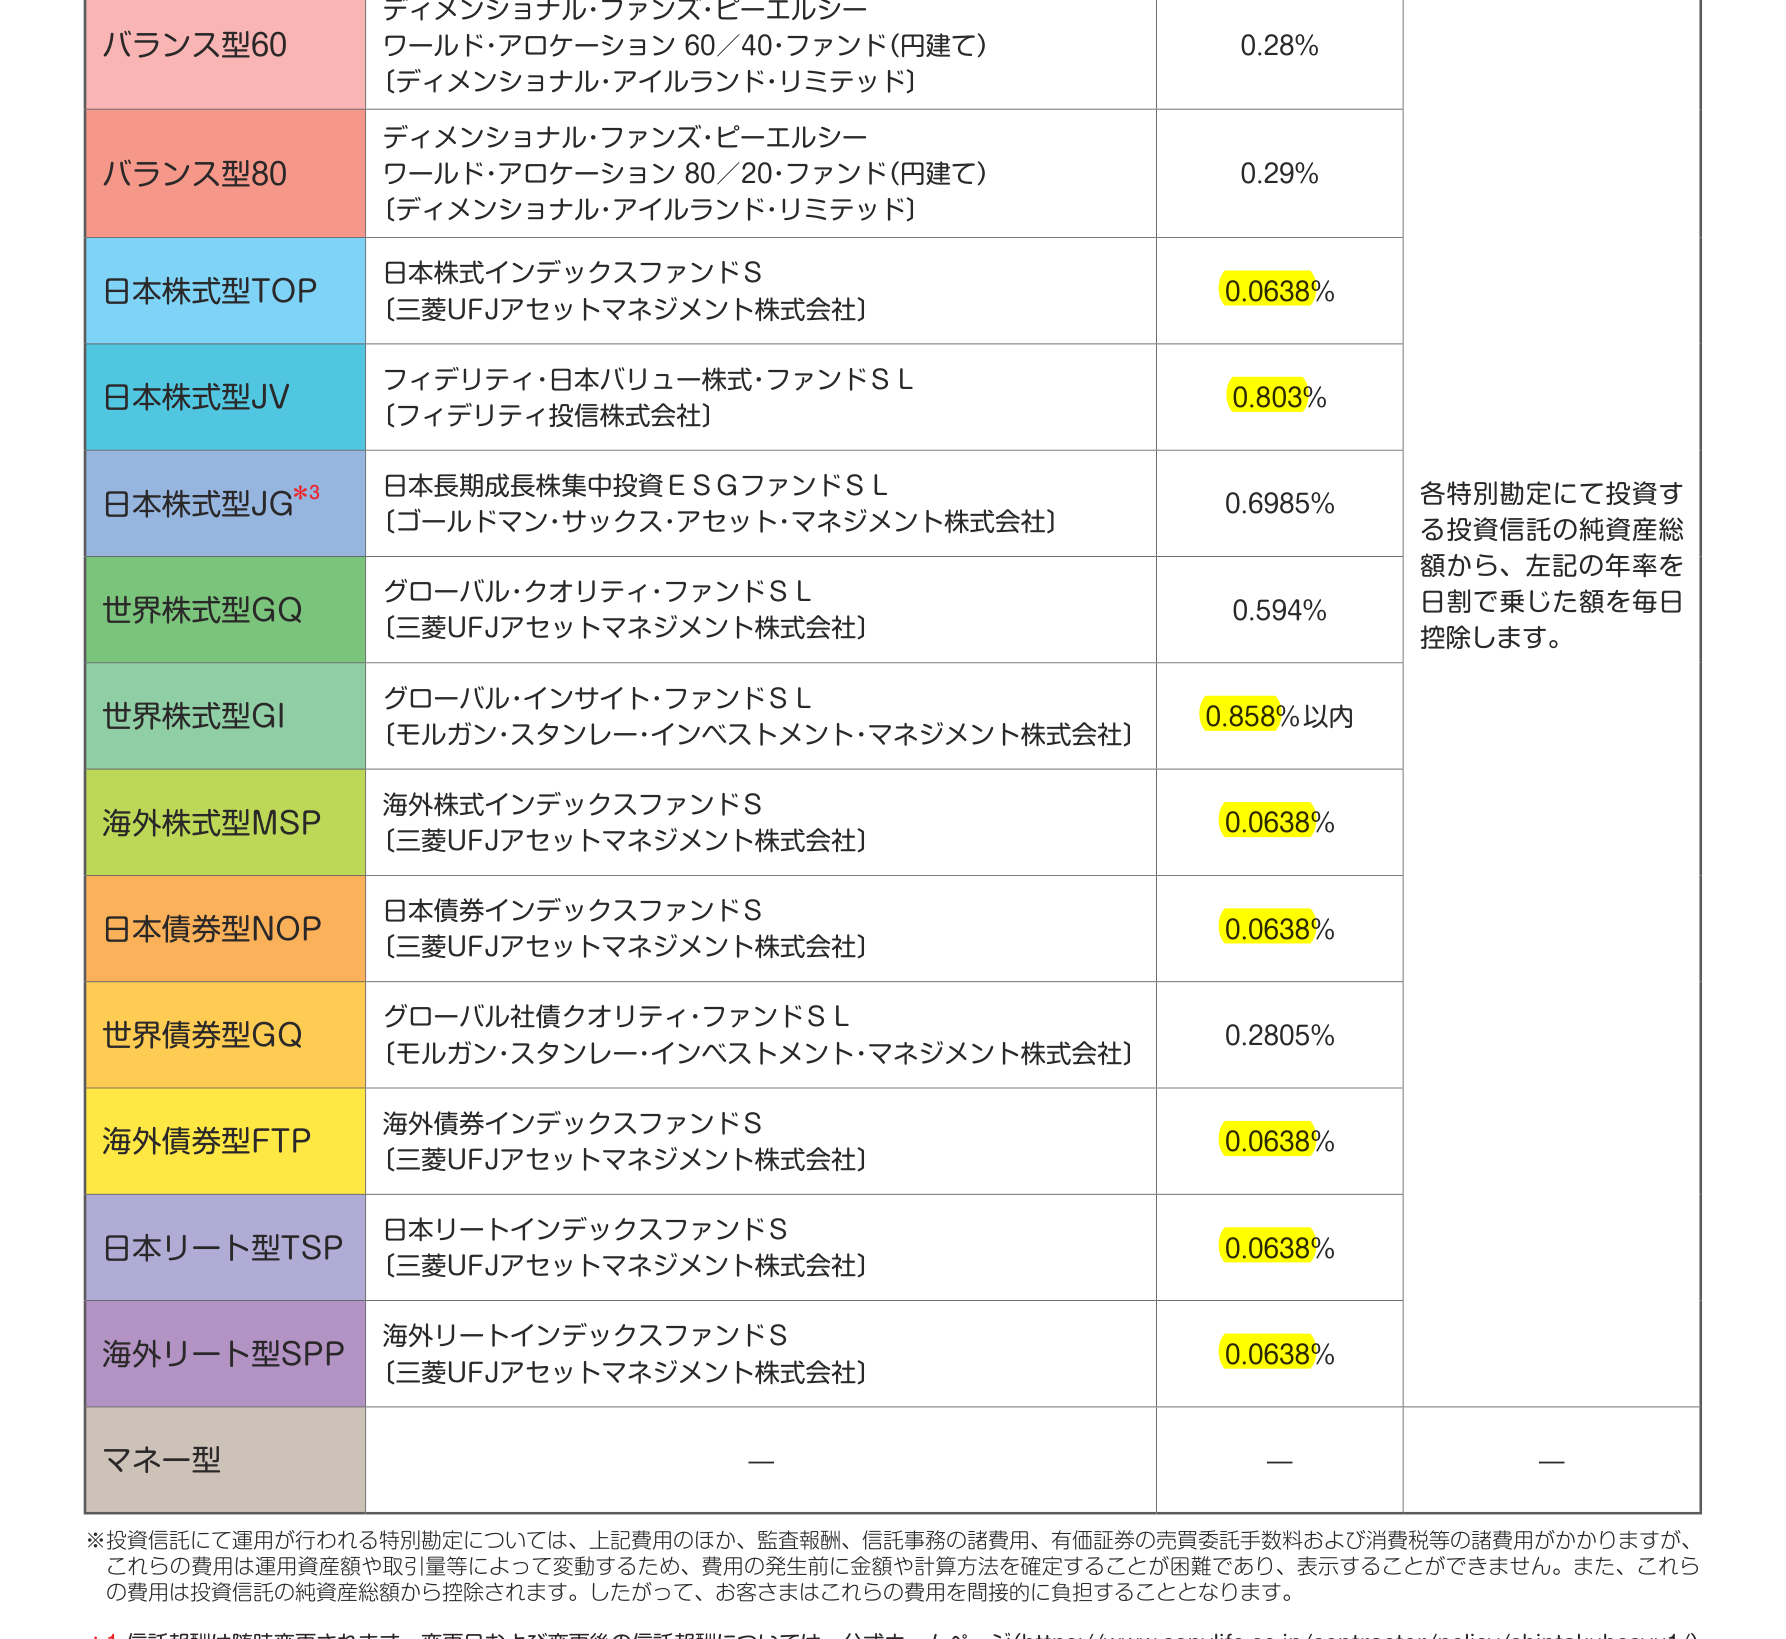 ディメンショナル・ファンズ・ピーエルシー
バランス型60
ワールド・アロケーション 60／40・ファンド（円建て）
0.28%
〔ディメンショナル・アイルランド・リミテッド〕
ディメンショナル・ファンズ・ピーエルシー
バランス型80
ワールド・アロケーション 80／20・ファンド（円建て）
0.29%
〔ディメンショナル・アイルランド・リミテッド〕
日本株式型TOP
日本株式インデックスファンドＳ
〔三菱UFJアセットマネジメント株式会社〕
0.0638%
日本株式型JV
フィデリティ・日本バリュー株式・ファンドＳＬ
〔フィデリティ投信株式会社〕
0.803%
日本株式型JG*3
日本長期成長株集中投資ＥＳＧファンドＳＬ
〔ゴールドマン・サックス・アセット・マネジメント株式会社〕
0.6985%
各特別勘定にて投資す
る投資信託の純資産総
額から、左記の年率を
日割で乗じた額を毎日
控除します。
世界株式型GQ
グローバル・クオリティ・ファンドＳＬ
〔三菱UFJアセットマネジメント株式会社〕
0.594%
世界株式型GI
グローバル・インサイト・ファンドＳＬ
〔モルガン・スタンレー・インベストメント・マネジメント株式会社〕
0.858%以内
海外株式型MSP
海外株式インデックスファンドＳ
〔三菱UFJアセットマネジメント株式会社〕
0.0638%
日本債券型NOP
日本債券インデックスファンドＳ
〔三菱UFJアセットマネジメント株式会社〕
0.0638%
世界債券型GQ
グローバル社債クオリティ・ファンドＳＬ
〔モルガン・スタンレー・インベストメント・マネジメント株式会社〕
0.2805%
海外債券型FTP
海外債券インデックスファンドＳ
〔三菱UFJアセットマネジメント株式会社〕
0.0638%
日本リート型TSP
日本リートインデックスファンドＳ
〔三菱UFJアセットマネジメント株式会社〕
0.0638%
海外リート型SPP
海外リートインデックスファンドＳ
〔三菱UFJアセットマネジメント株式会社〕
0.0638%
マネー型
—
—
—
※投資信託にて運用が行われる特別勘定については、上記費用のほか、監査報酬、信託事務の諸費用、有価証券の売買委託手数料および消費税等の諸費用がかかりますが、
これらの費用は運用資産額や取引量等によって変動するため、費用の発生前に金額や計算方法を確定することが困難であり、表示することができません。また、これら
の費用は投資信託の純資産総額から控除されます。したがって、お客さまはこれらの費用を間接的に負担することとなります。
*1 信託報酬は随時変更されます。変更日および変更後の信託報酬については、公式ホームページ